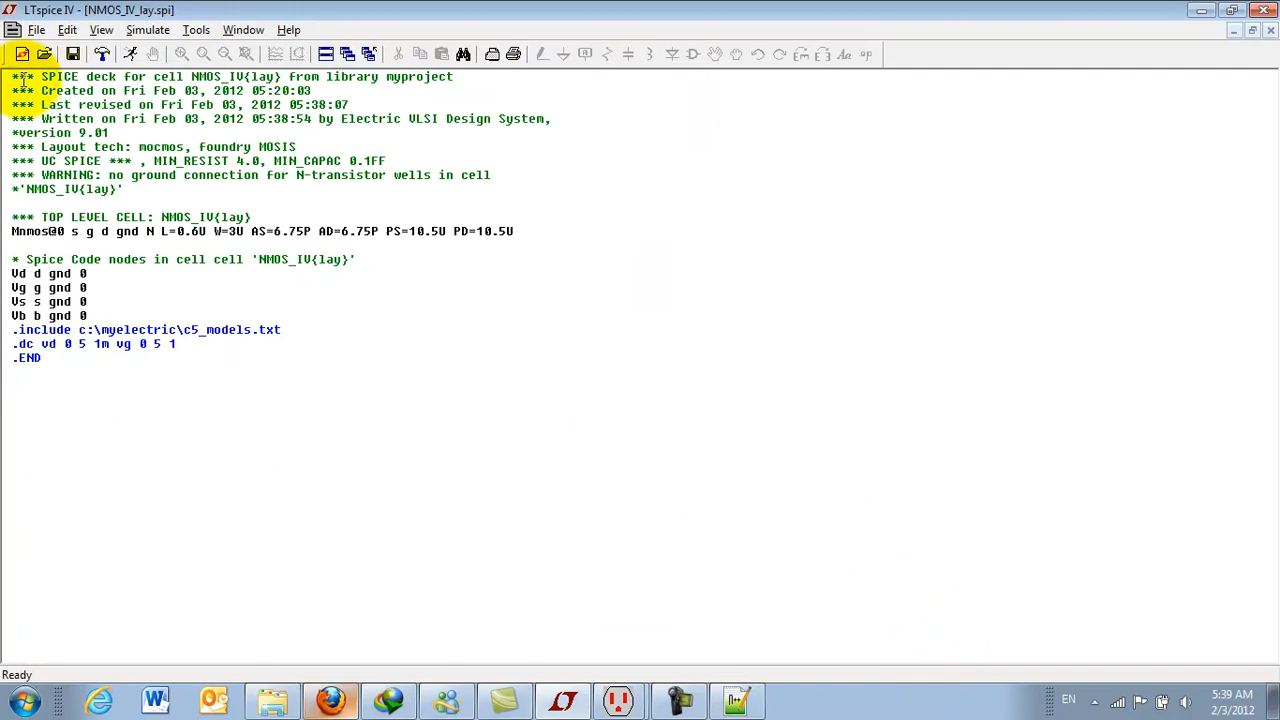 LTspice IV - [NMOS_IV_lay.spi]
File Edit View Simulate Tools Window Help
*** SPICE deck for cell NMOS_IV{lay} from library myproject
*** Created on Fri Feb 03, 2012 05:20:03
*** Last revised on Fri Feb 03, 2012 05:38:07
*** Written on Fri Feb 03, 2012 05:38:54 by Electric VLSI Design System,
*version 9.01
*** Layout tech: mocmos, foundry MOSIS
*** UC SPICE *** , MIN_RESIST 4.0, MIN_CAPAC 0.1FF
*** WARNING: no ground connection for N-transistor wells in cell
*'NMOS_IV{lay}'
*** TOP LEVEL CELL: NMOS_IV{lay}
Mnmos@0 s g d gnd N L=0.6U W=3U AS=6.75P AD=6.75P PS=10.5U PD=10.5U
* Spice Code nodes in cell cell 'NMOS_IV{lay}'
Vd d gnd 0
Vg g gnd 0
Vs s gnd 0
Vb b gnd 0
.include c:\myelectric\c5_models.txt
.dc vd 0 5 1m vg 0 5 1
.END
Ready
EN
5:39 AM
2/3/2012